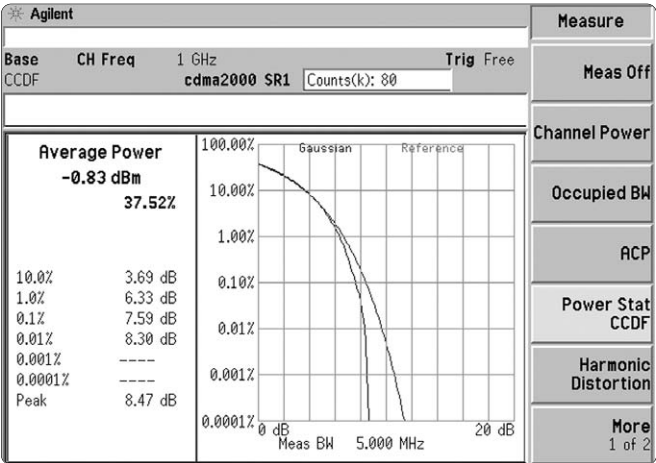 Agilent
Measure
Base CH Freq 1 GHz Trig Free
CCDF cdma2000 SR1 Counts(k): 80
Meas Off
Channel Power
Occupied BW
ACP
Power Stat
CCDF
Harmonic
Distortion
More
1 of 2
Average Power
-0.83 dBm
37.52%
10.0% 3.69 dB
1.0% 6.33 dB
0.1% 7.59 dB
0.01% 8.30 dB
0.001% ----
0.0001% ----
Peak 8.47 dB
Gaussian Reference
100.00%
10.00%
1.00%
0.10%
0.01%
0.001%
0.0001%
0 dB 20 dB
Meas BW 5.000 MHz